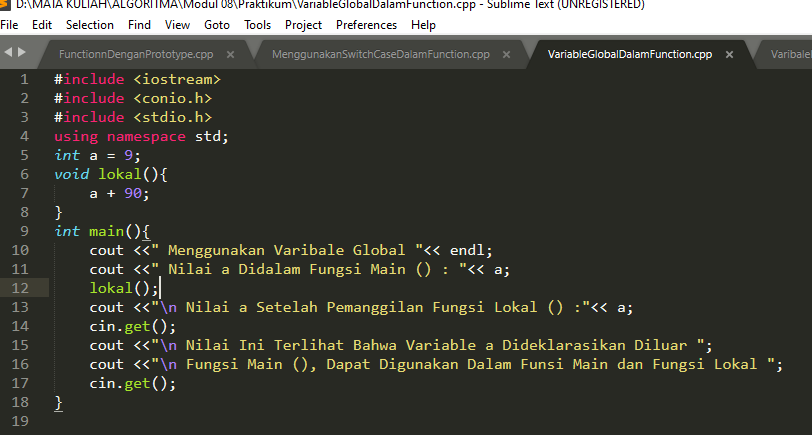 D:\MATA KULIAH\ALGORITMA\Modul 08\Praktikum\VariableGlobalDalamFunction.cpp - Sublime Text (UNREGISTERED)
File Edit Selection Find View Goto Tools Project Preferences Help
FunctionnDenganPrototype.cpp × MenggunakanSwitchCaseDalamFunction.cpp × VariableGlobalDalamFunction.cpp × Varibalel
1 #include <iostream>
2 #include <conio.h>
3 #include <stdio.h>
4 using namespace std;
5 int a = 9;
6 void lokal(){
7 a + 90;
8 }
9 int main(){
10 cout <<" Menggunakan Varibale Global "<< endl;
11 cout <<" Nilai a Didalam Fungsi Main () : "<< a;
12 lokal();
13 cout <<"\n Nilai a Setelah Pemanggilan Fungsi Lokal () :"<< a;
14 cin.get();
15 cout <<"\n Nilai Ini Terlihat Bahwa Variable a Dideklarasikan Diluar ";
16 cout <<"\n Fungsi Main (), Dapat Digunakan Dalam Funsi Main dan Fungsi Lokal ";
17 cin.get();
18 }
19